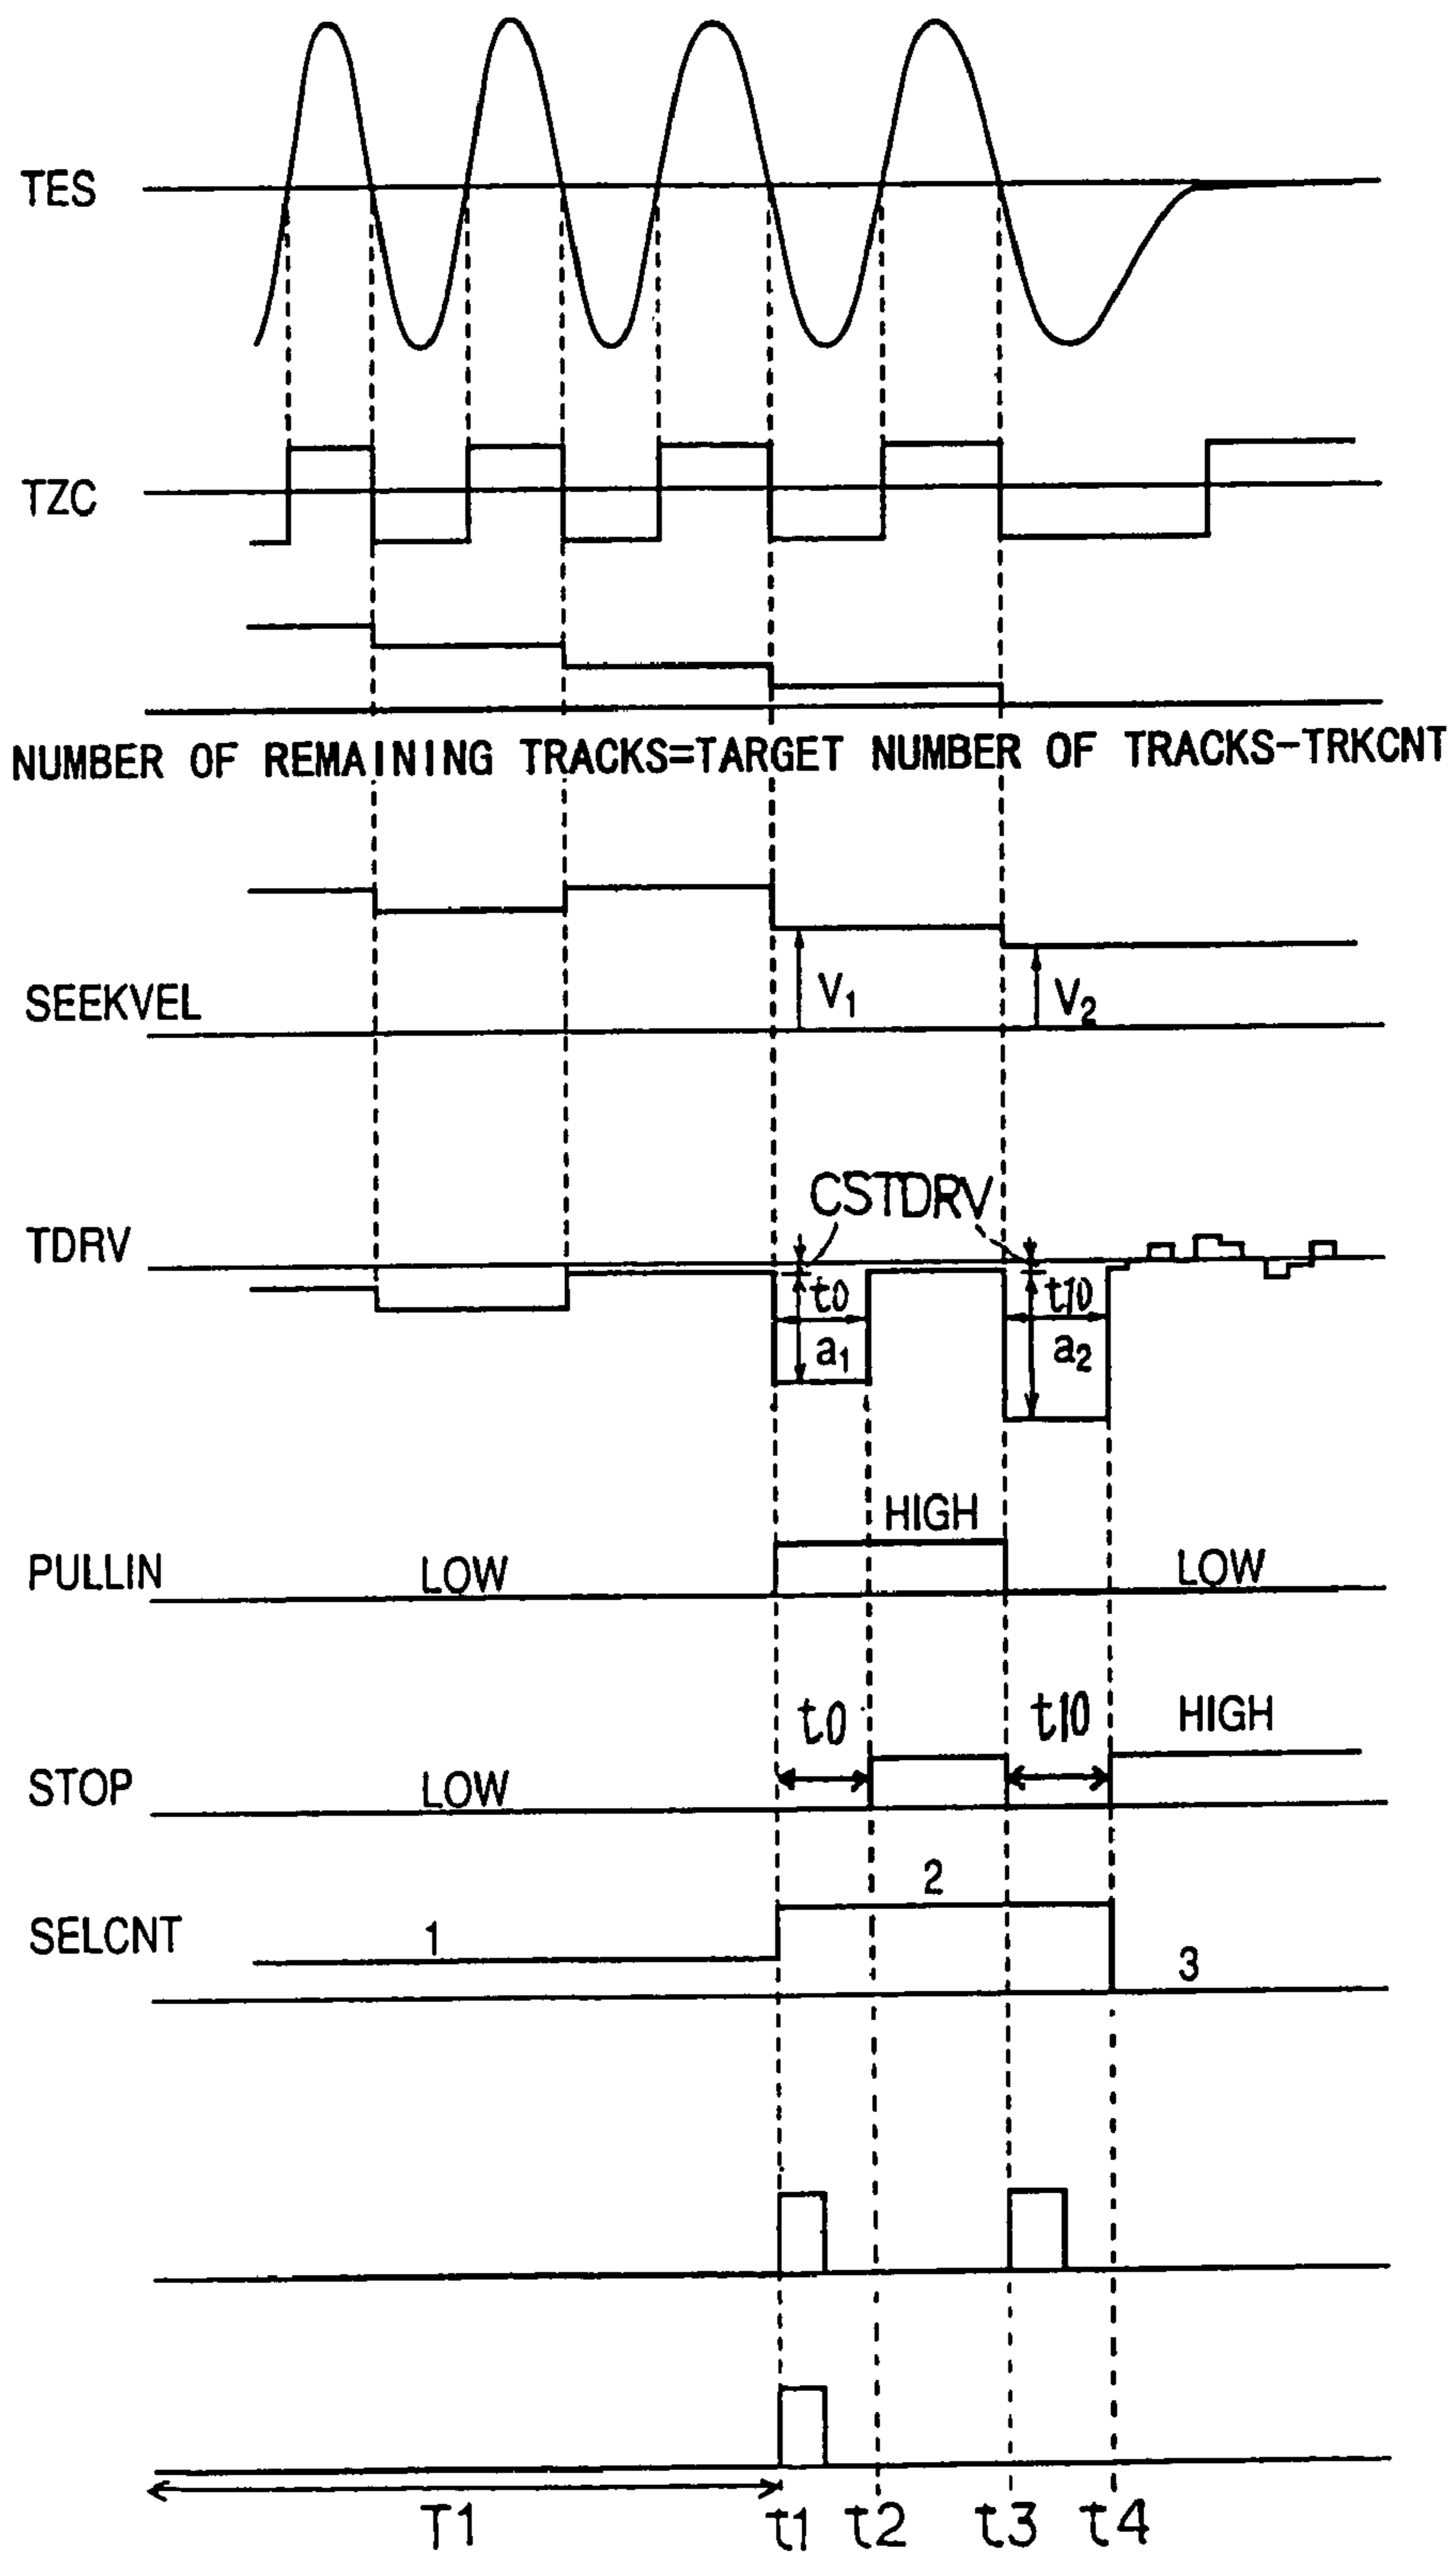 TES
TZC
NUMBER OF REMAINING TRACKS=TARGET NUMBER OF TRACKS-TRKCNT
V1
V2
SEEKVEL
CSTDRV
TDRV
t0
t10
a1
a2
HIGH
PULLIN
LOW
LOW
t0
t10
HIGH
STOP
LOW
2
SELCNT
1
3
T1
t1
t2
t3
t4